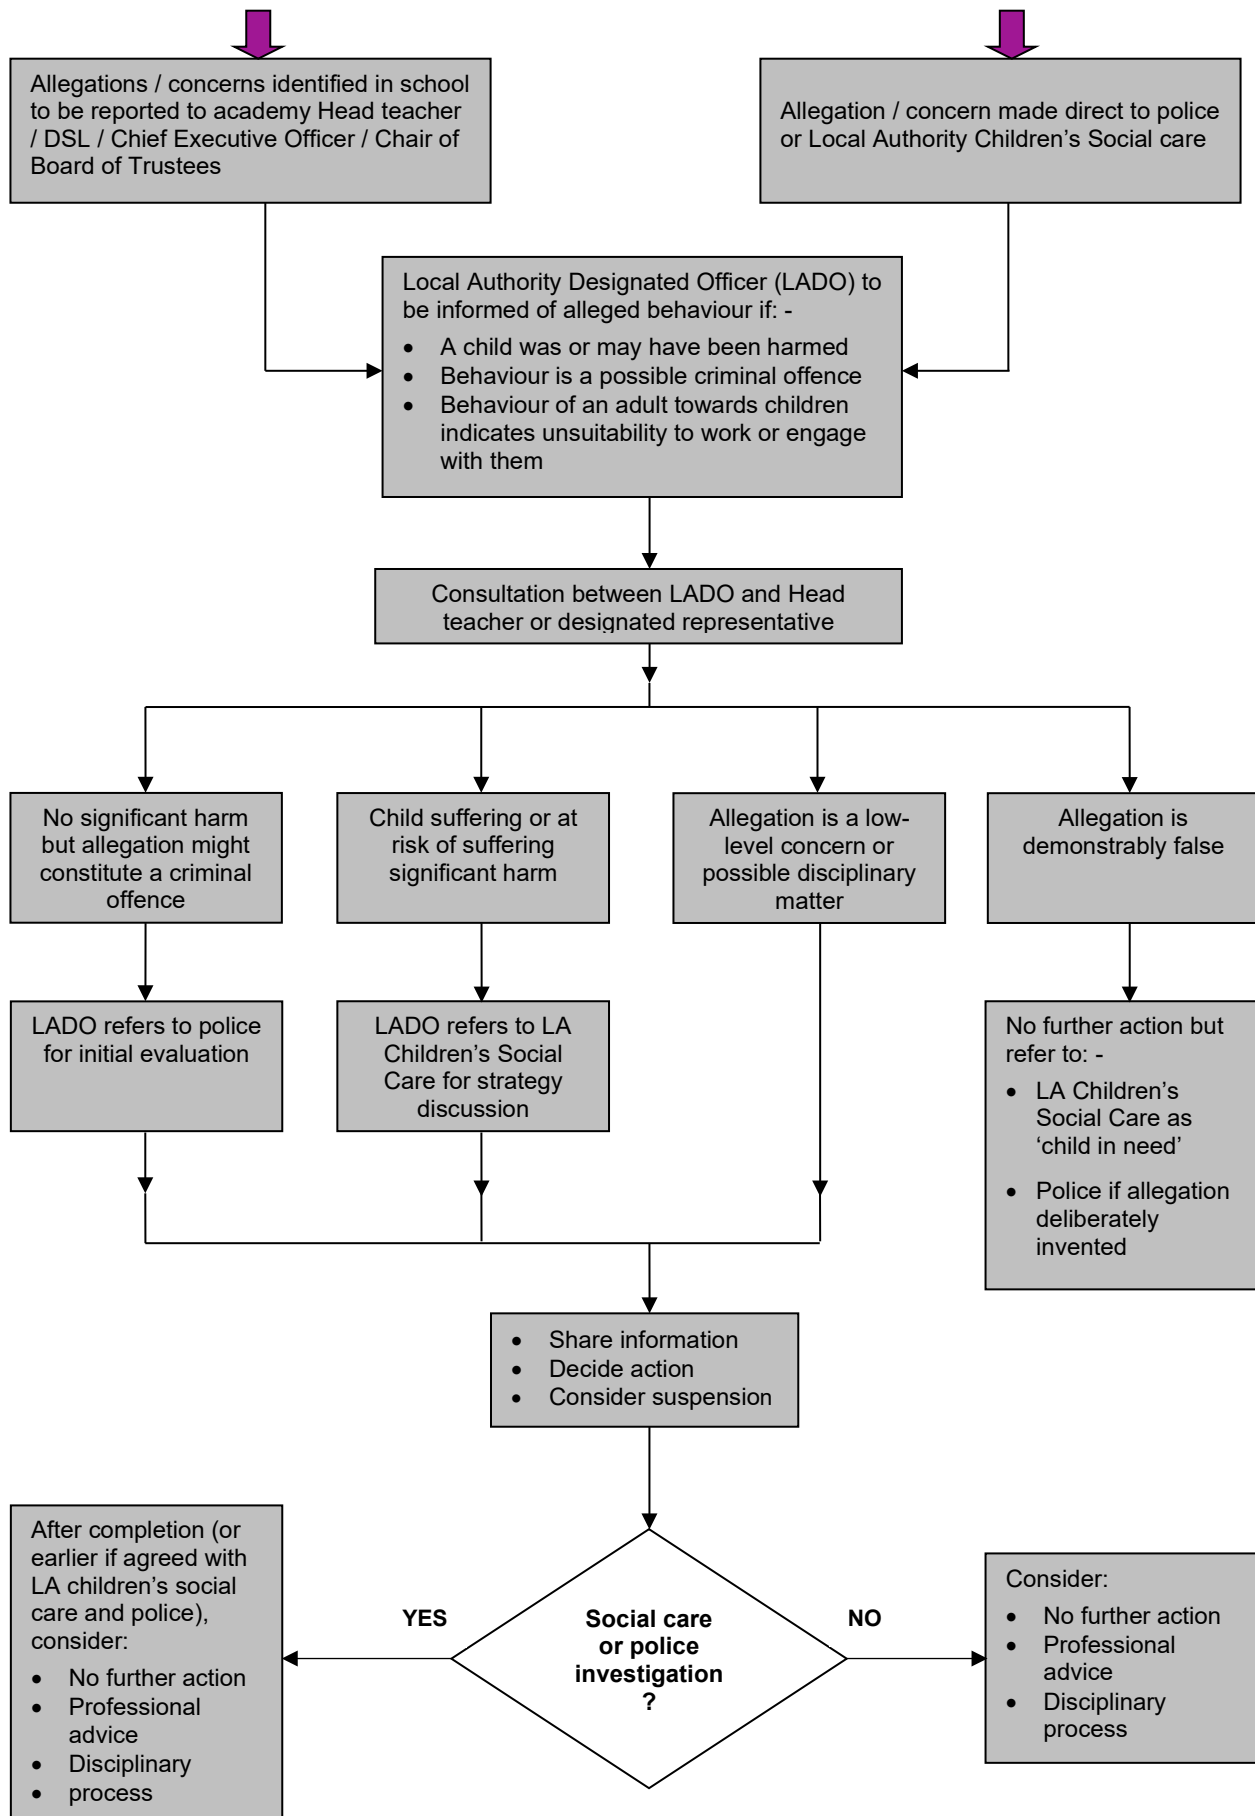 Allegations / concerns identified in school
to be reported to academy Head teacher
/ DSL / Chief Executive Officer / Chair of
Board of Trustees
Allegation / concern made direct to police
or Local Authority Children’s Social care
Local Authority Designated Officer (LADO) to
be informed of alleged behaviour if: -
• A child was or may have been harmed
• Behaviour is a possible criminal offence
• Behaviour of an adult towards children
indicates unsuitability to work or engage
with them
Consultation between LADO and Head
teacher or designated representative
No significant harm
but allegation might
constitute a criminal
offence
Child suffering or at
risk of suffering
significant harm
Allegation is a low-
level concern or
possible disciplinary
matter
Allegation is
demonstrably false
LADO refers to police
for initial evaluation
LADO refers to LA
Children’s Social
Care for strategy
discussion
No further action but
refer to: -
• LA Children’s
Social Care as
‘child in need’
• Police if allegation
deliberately
invented
• Share information
• Decide action
• Consider suspension
After completion (or
earlier if agreed with
LA children’s social
care and police),
consider:
• No further action
• Professional
advice
• Disciplinary
• process
YES
Social care
or police
investigation
?
NO
Consider:
• No further action
• Professional
advice
• Disciplinary
process